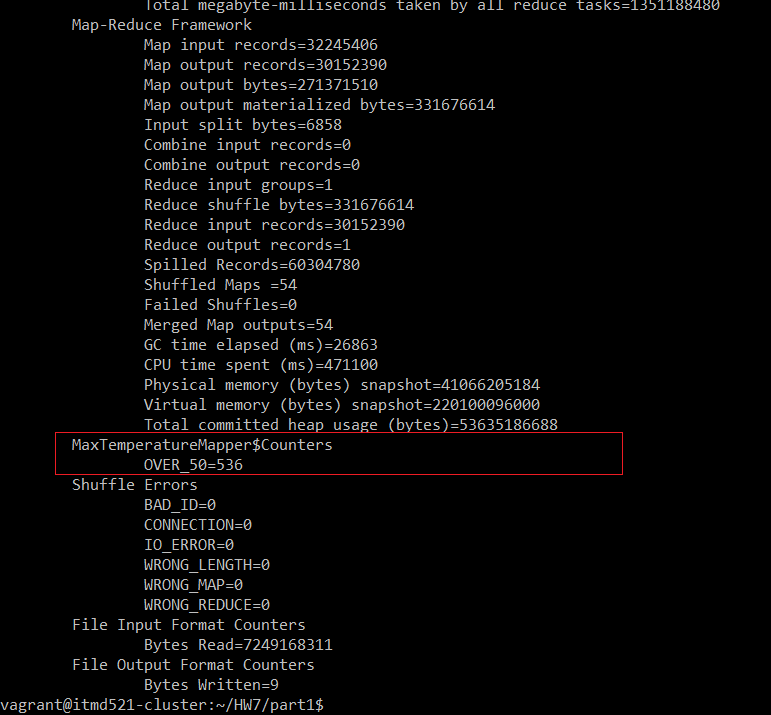 Total megabyte-milliseconds taken by all reduce tasks=1351188480
Map-Reduce Framework
Map input records=32245406
Map output records=30152390
Map output bytes=271371510
Map output materialized bytes=331676614
Input split bytes=6858
Combine input records=0
Combine output records=0
Reduce input groups=1
Reduce shuffle bytes=331676614
Reduce input records=30152390
Reduce output records=1
Spilled Records=60304780
Shuffled Maps =54
Failed Shuffles=0
Merged Map outputs=54
GC time elapsed (ms)=26863
CPU time spent (ms)=471100
Physical memory (bytes) snapshot=41066205184
Virtual memory (bytes) snapshot=220100096000
Total committed heap usage (bytes)=53635186688
MaxTemperatureMapper$Counters
OVER_50=536
Shuffle Errors
BAD_ID=0
CONNECTION=0
IO_ERROR=0
WRONG_LENGTH=0
WRONG_MAP=0
WRONG_REDUCE=0
File Input Format Counters
Bytes Read=7249168311
File Output Format Counters
Bytes Written=9
vagrant@itmd521-cluster:~/HW7/part1$